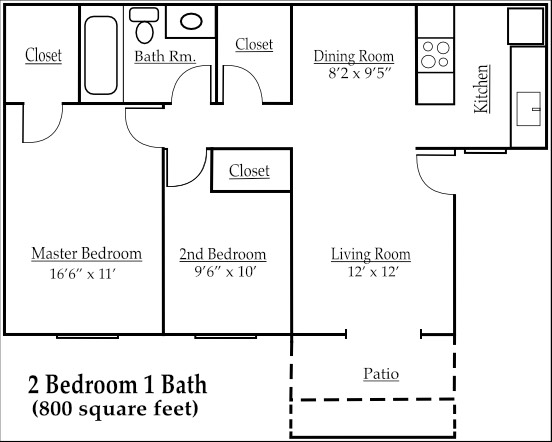 Closet
Bath Rm.
Closet
Dining Room
8'2 x 9'5"
Kitchen
Closet
Master Bedroom
16'6" x 11'
2nd Bedroom
9'6" x 10'
Living Room
12' x 12'
Patio
2 Bedroom 1 Bath
(800 square feet)